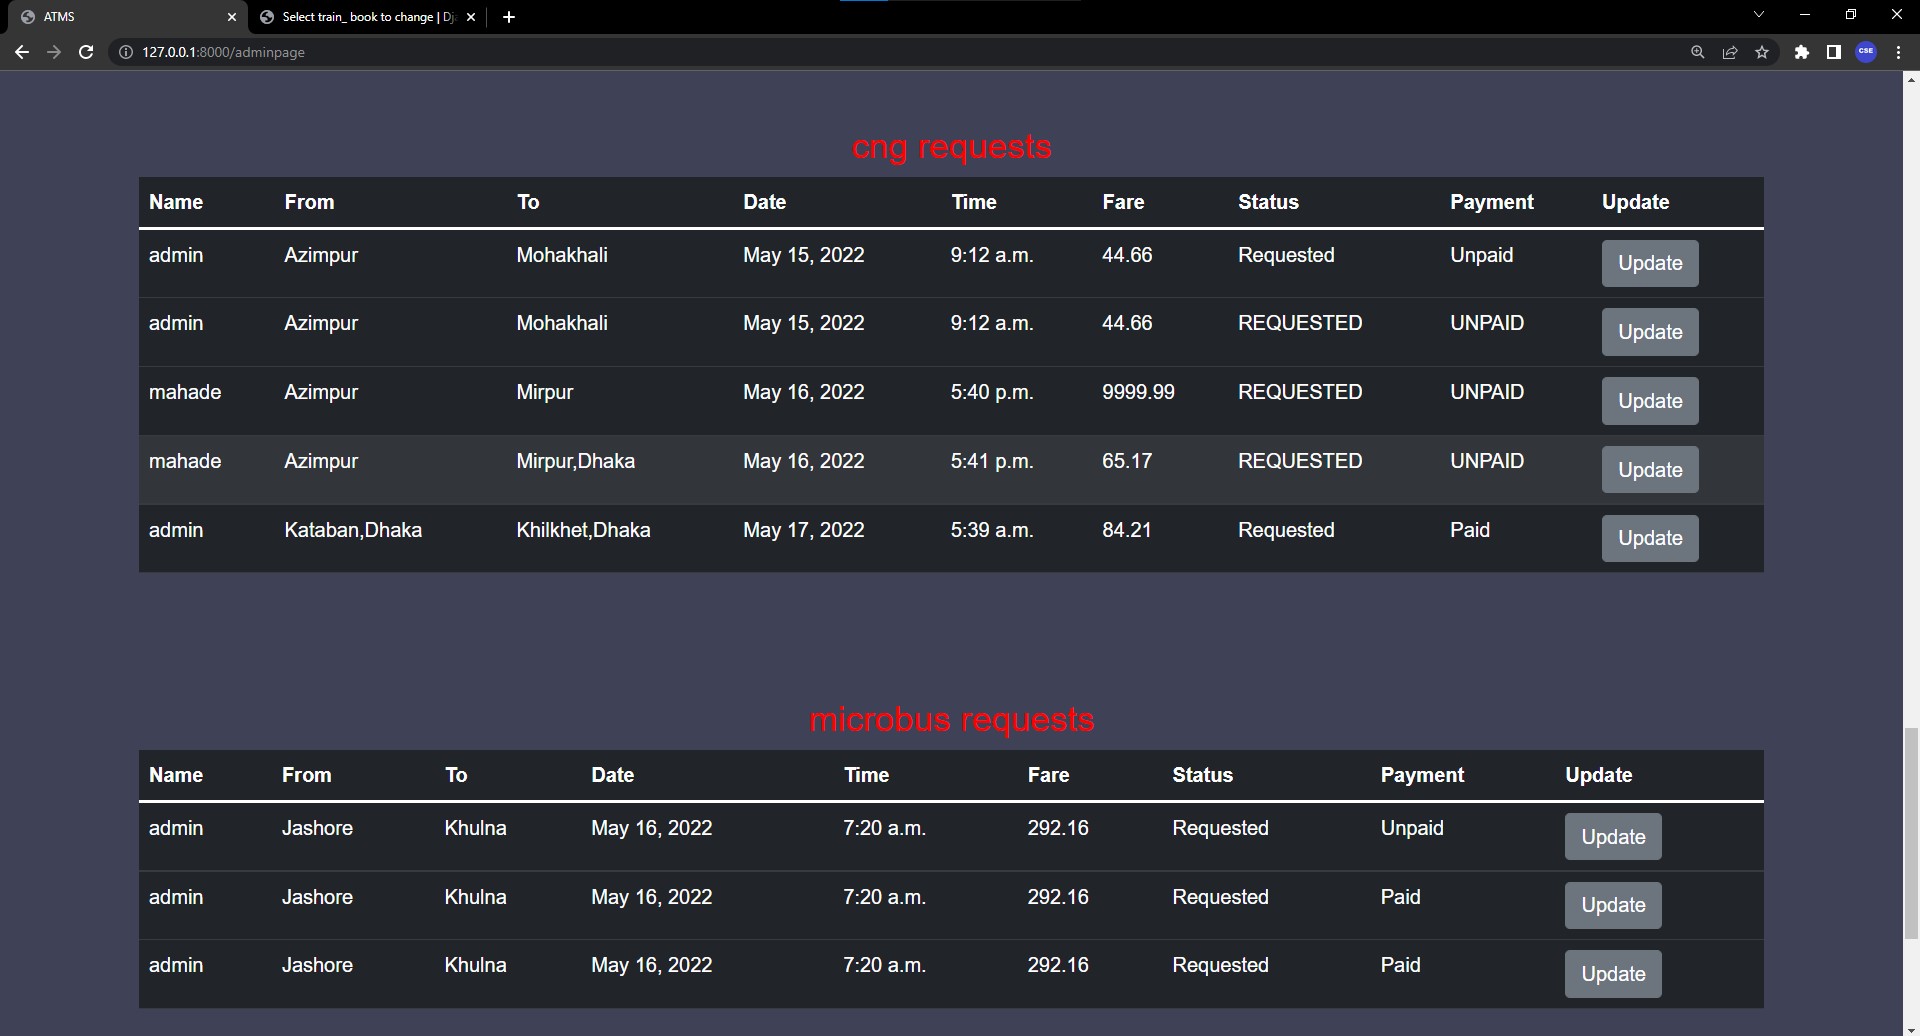 ATMS
Select train_ book to change | Dj
127.0.0.1:8000/adminpage
CSE
cng requests
Name From To Date Time Fare Status Payment Update
admin Azimpur Mohakhali May 15, 2022 9:12 a.m. 44.66 Requested Unpaid Update
admin Azimpur Mohakhali May 15, 2022 9:12 a.m. 44.66 REQUESTED UNPAID Update
mahade Azimpur Mirpur May 16, 2022 5:40 p.m. 9999.99 REQUESTED UNPAID Update
mahade Azimpur Mirpur,Dhaka May 16, 2022 5:41 p.m. 65.17 REQUESTED UNPAID Update
admin Kataban,Dhaka Khilkhet,Dhaka May 17, 2022 5:39 a.m. 84.21 Requested Paid Update
microbus requests
Name From To Date Time Fare Status Payment Update
admin Jashore Khulna May 16, 2022 7:20 a.m. 292.16 Requested Unpaid Update
admin Jashore Khulna May 16, 2022 7:20 a.m. 292.16 Requested Paid Update
admin Jashore Khulna May 16, 2022 7:20 a.m. 292.16 Requested Paid Update